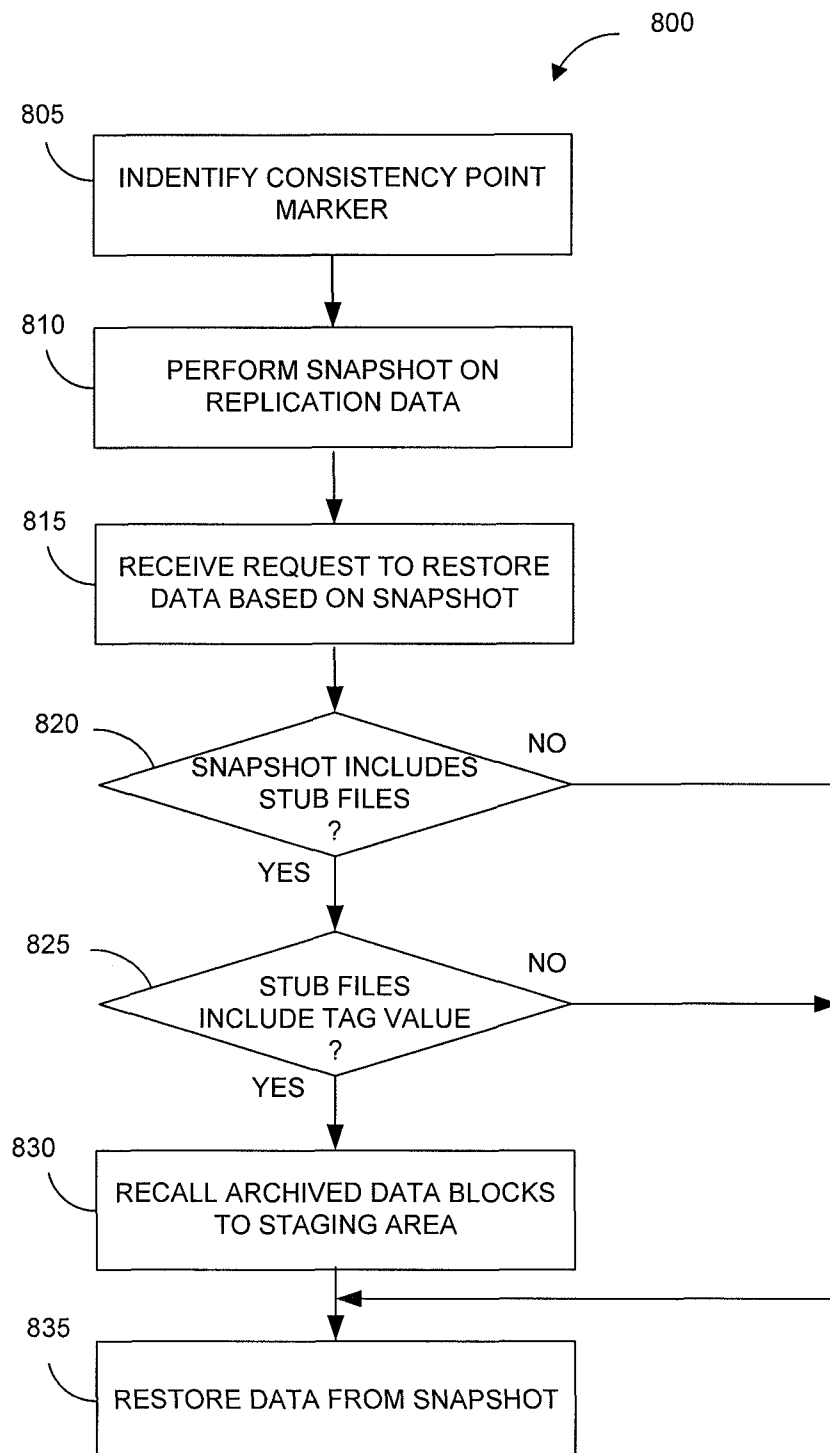 800
805
INDENTIFY CONSISTENCY POINT
MARKER
810
PERFORM SNAPSHOT ON
REPLICATION DATA
815
RECEIVE REQUEST TO RESTORE
DATA BASED ON SNAPSHOT
820
NO
SNAPSHOT INCLUDES
STUB FILES
?
YES
825
NO
STUB FILES
INCLUDE TAG VALUE
?
YES
830
RECALL ARCHIVED DATA BLOCKS
TO STAGING AREA
835
RESTORE DATA FROM SNAPSHOT